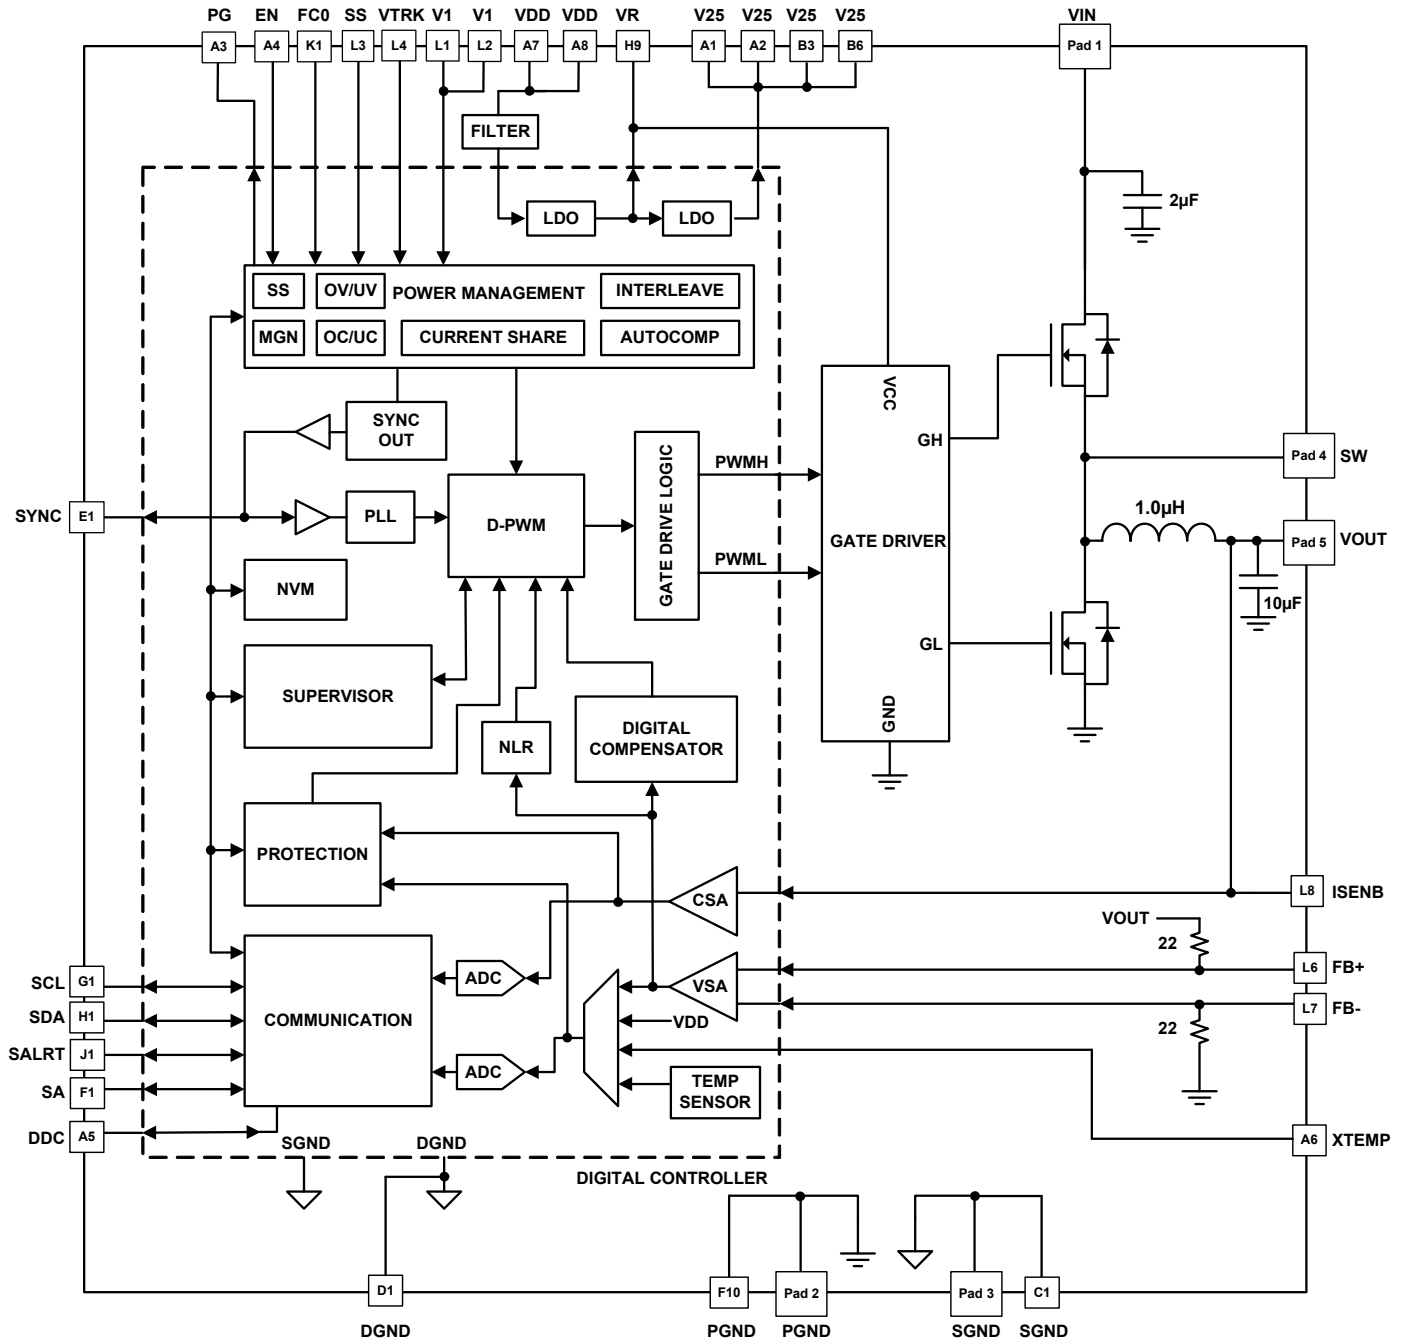 PG EN FC0 SS VTRK V1 V1 VDD VDD VR V25 V25 V25 V25 VIN
A3 A4 K1 L3 L4 L1 L2 A7 A8 H9 A1 A2 B3 B6 Pad 1
FILTER
LDO LDO
2µF
SS OV/UV POWER MANAGEMENT INTERLEAVE
MGN OC/UC CURRENT SHARE AUTOCOMP
SYNC
OUT
VCC
GH
Pad 4 SW
PWMH
SYNC E1
PLL
D-PWM
GATE DRIVE LOGIC
GATE DRIVER
1.0µH
Pad 5 VOUT
PWML
NVM
10µF
GL
SUPERVISOR
NLR
DIGITAL
COMPENSATOR
GND
PROTECTION
CSA
L8 ISENB
VOUT
22
SCL G1
ADC
VSA
L6 FB+
SDA H1
COMMUNICATION
VDD
L7 FB-
22
SALRT J1
SA F1
ADC
TEMP
SENSOR
DDC A5
SGND DGND
A6 XTEMP
DIGITAL CONTROLLER
D1 F10 Pad 2 Pad 3 C1
DGND PGND PGND SGND SGND